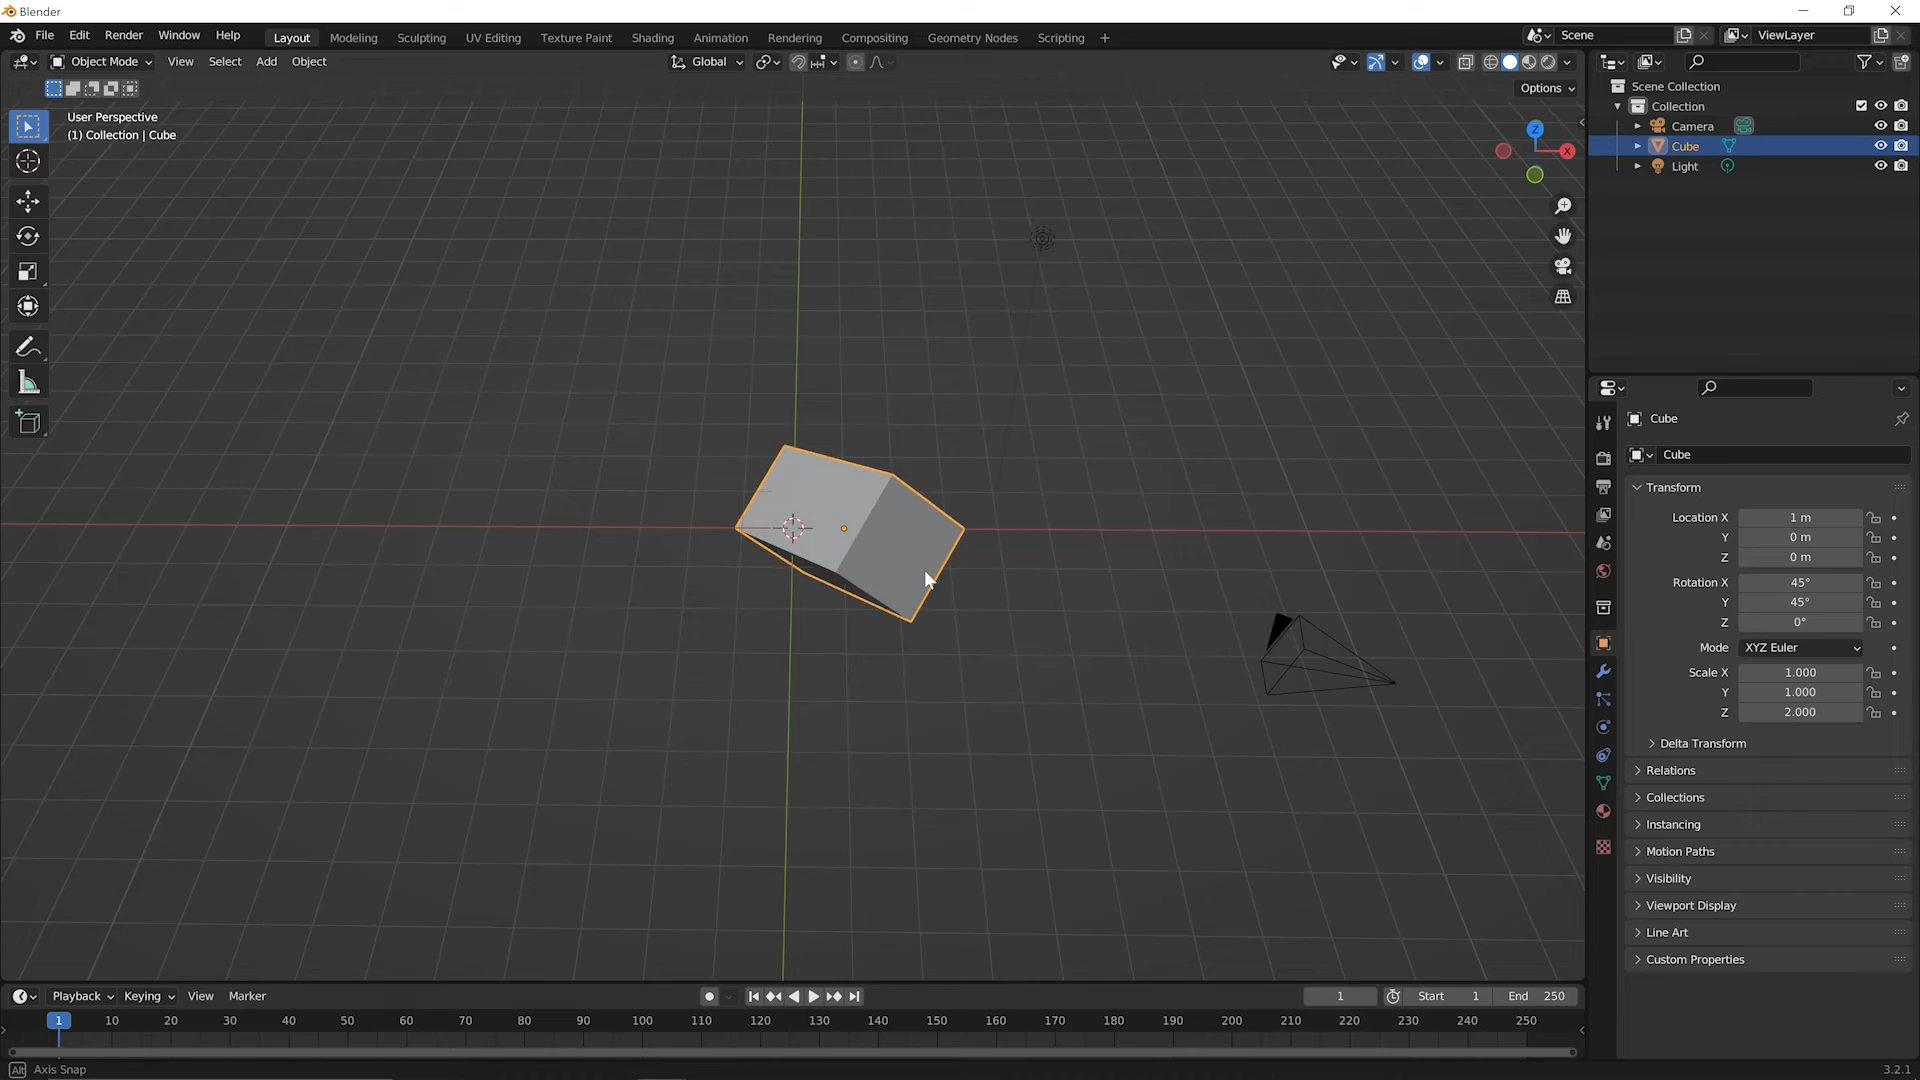 Blender
File Edit Render Window Help Layout Modeling Sculpting UV Editing Texture Paint Shading Animation Rendering Compositing Geometry Nodes Scripting + Scene ViewLayer
Object Mode View Select Add Object Global
Options
User Perspective
(1) Collection | Cube
Z
X
Scene Collection
Collection
Camera
Cube
Light
Cube
Cube
Transform
Location X 1 m
Y 0 m
Z 0 m
Rotation X 45°
Y 45°
Z 0°
Mode XYZ Euler
Scale X 1.000
Y 1.000
Z 2.000
Delta Transform
Relations
Collections
Instancing
Motion Paths
Visibility
Viewport Display
Line Art
Custom Properties
Playback Keying View Marker 1 Start 1 End 250
1 10 20 30 40 50 60 70 80 90 100 110 120 130 140 150 160 170 180 190 200 210 220 230 240 250
Alt Axis Snap 3.2.1